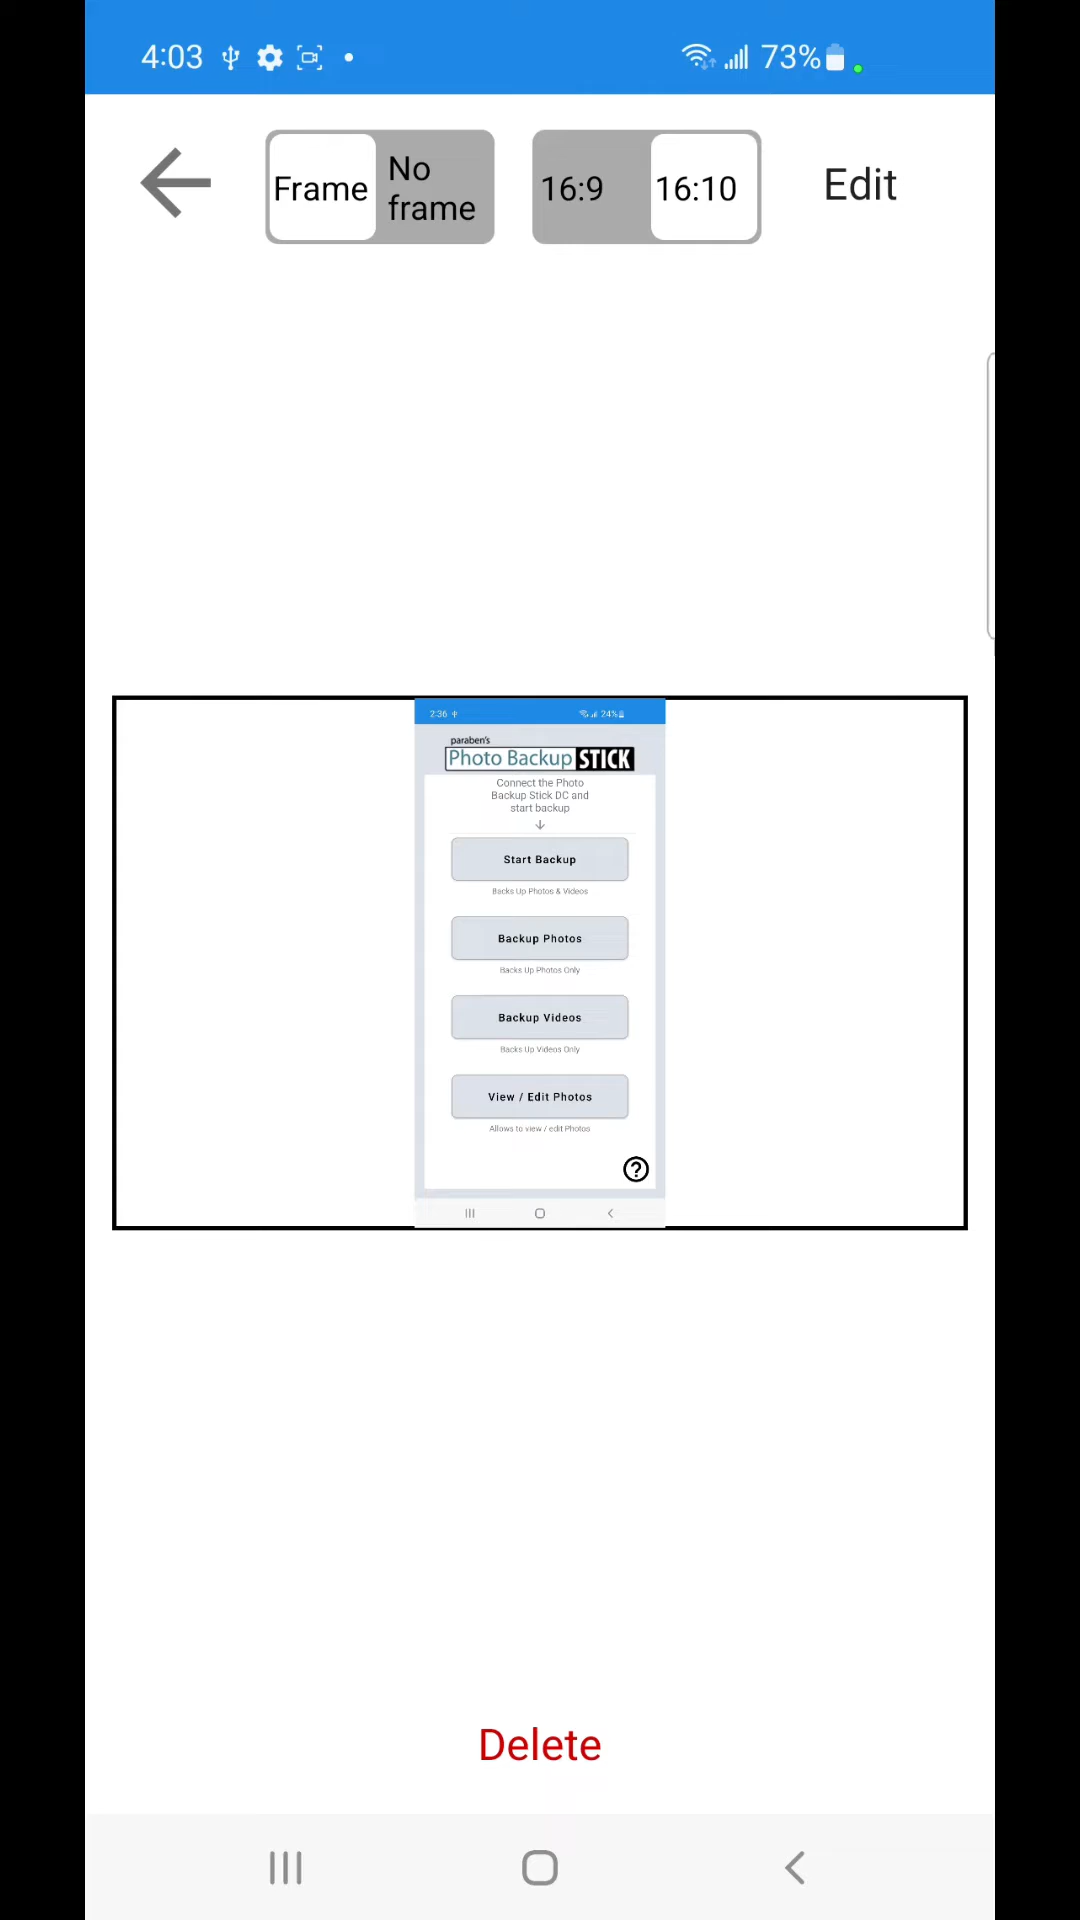 4:03
73%
Frame
No
frame
16:9
16:10
Edit
2:36
24%
paraben's
Photo Backup STICK
Connect the Photo
Backup Stick DC and
start backup
Start Backup
Backs Up Photos & Videos
Backup Photos
Backs Up Photos Only
Backup Videos
Backs Up Videos Only
View / Edit Photos
Allows to view / edit Photos
Delete